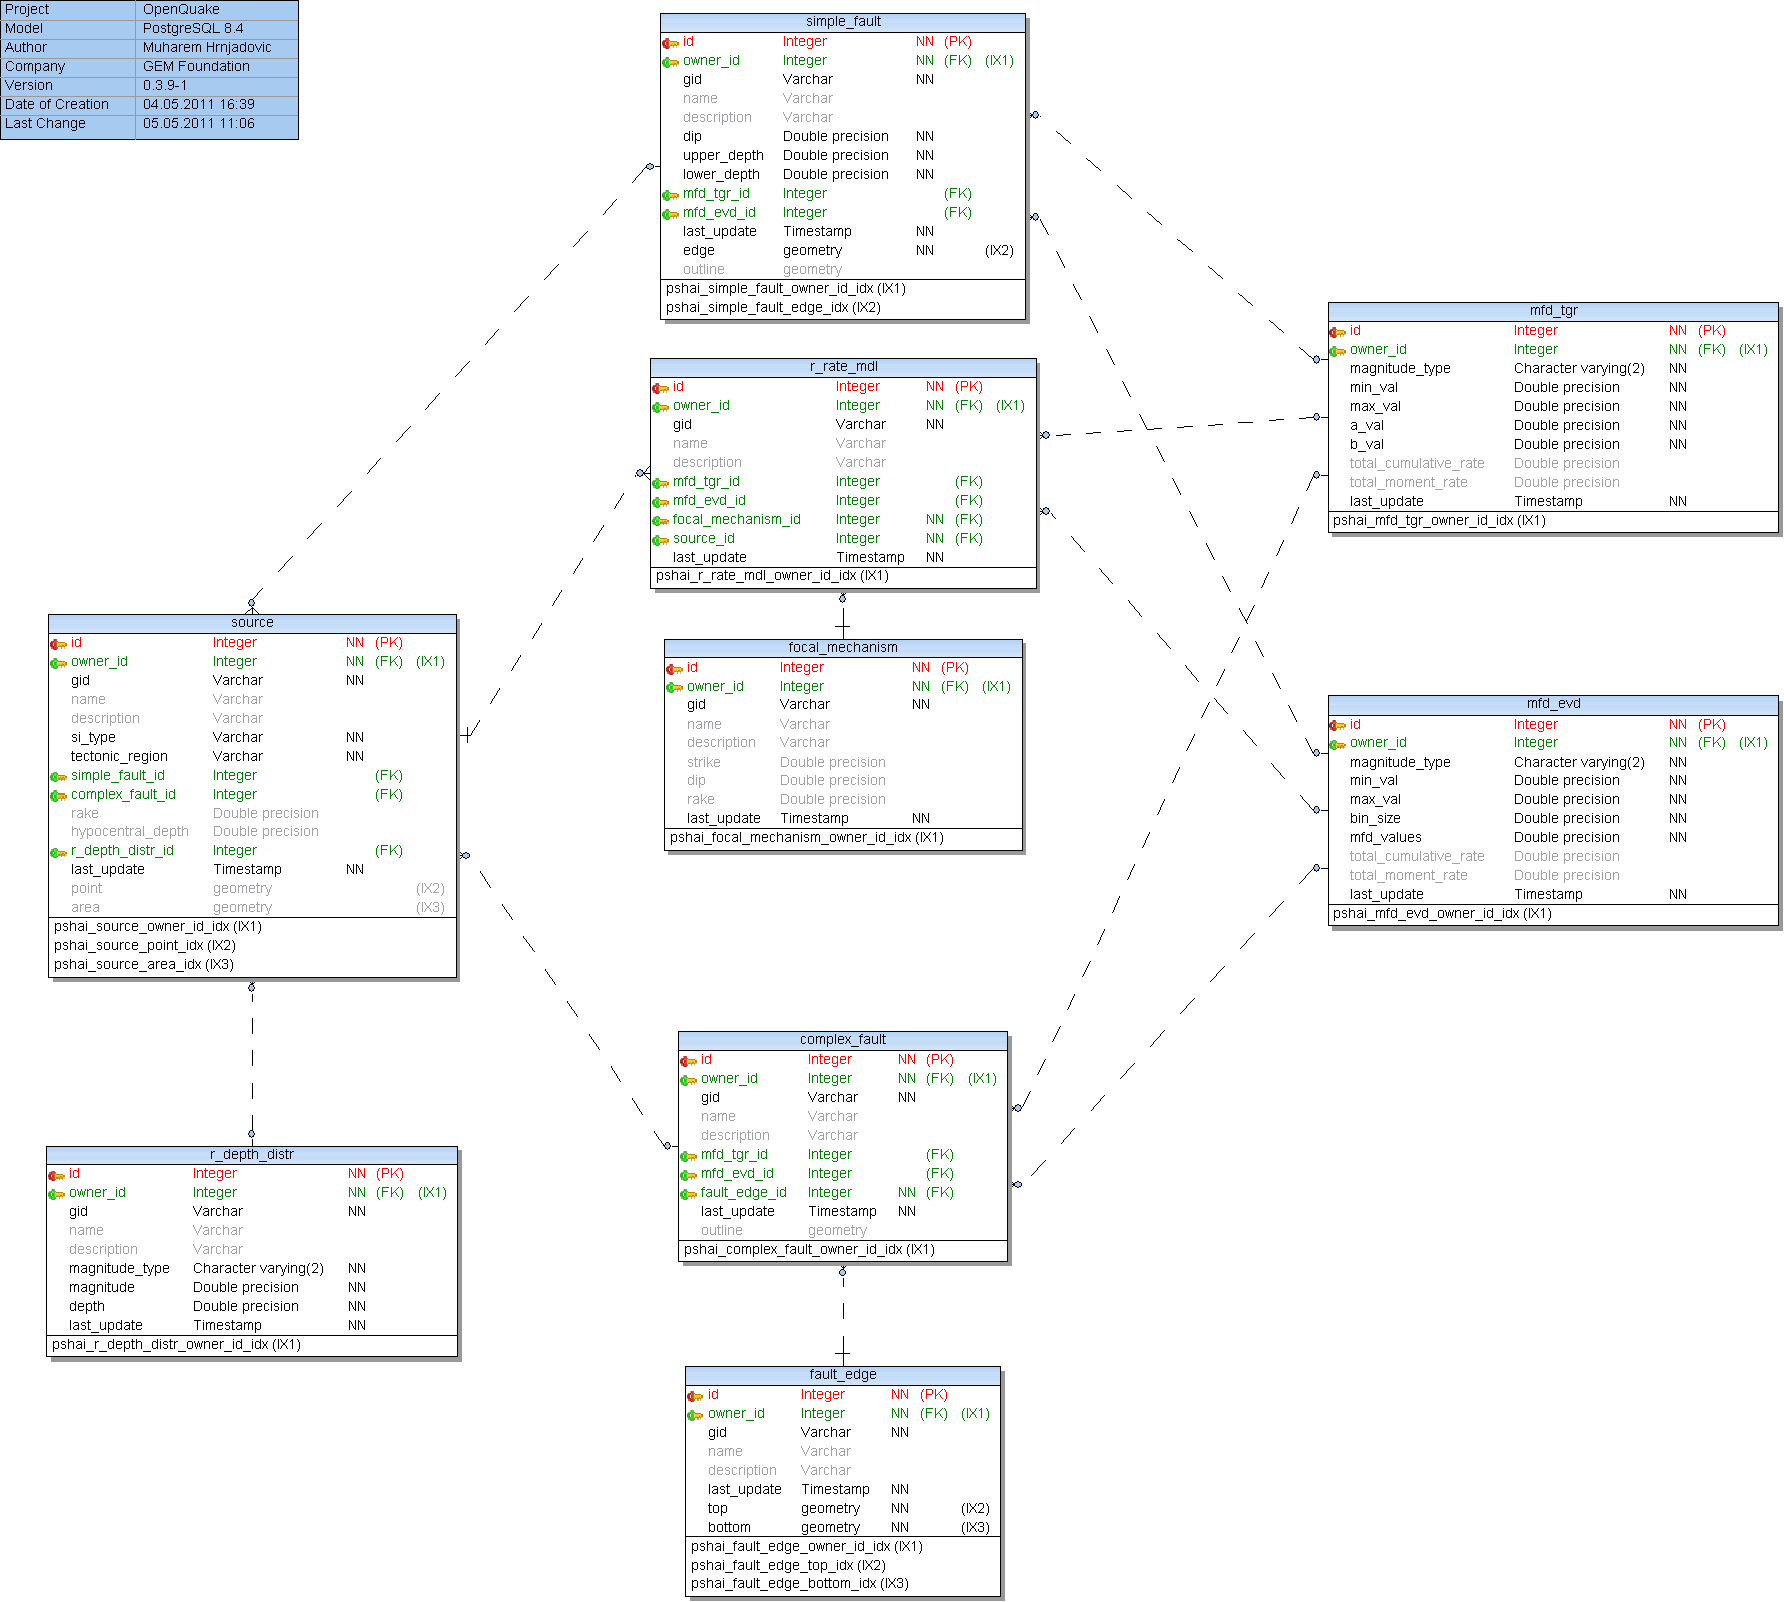 Project OpenQuake
Model PostgreSQL 8.4
Author Muharem Hrnjadovic
Company GEM Foundation
Version 0.3.9-1
Date of Creation 04.05.2011 16:39
Last Change 05.05.2011 11:06
simple_fault
id Integer NN (PK)
owner_id Integer NN (FK) (IX1)
gid Varchar NN
name Varchar
description Varchar
dip Double precision NN
upper_depth Double precision NN
lower_depth Double precision NN
mfd_tgr_id Integer (FK)
mfd_evd_id Integer (FK)
last_update Timestamp NN
edge geometry NN (IX2)
outline geometry
pshai_simple_fault_owner_id_idx (IX1)
pshai_simple_fault_edge_idx (IX2)
mfd_tgr
id Integer NN (PK)
owner_id Integer NN (FK) (IX1)
magnitude_type Character varying(2) NN
min_val Double precision NN
max_val Double precision NN
a_val Double precision NN
b_val Double precision NN
total_cumulative_rate Double precision
total_moment_rate Double precision
last_update Timestamp NN
pshai_mfd_tgr_owner_id_idx (IX1)
r_rate_mdl
id Integer NN (PK)
owner_id Integer NN (FK) (IX1)
gid Varchar NN
name Varchar
description Varchar
mfd_tgr_id Integer (FK)
mfd_evd_id Integer (FK)
focal_mechanism_id Integer NN (FK)
source_id Integer NN (FK)
last_update Timestamp NN
pshai_r_rate_mdl_owner_id_idx (IX1)
source
id Integer NN (PK)
owner_id Integer NN (FK) (IX1)
gid Varchar NN
name Varchar
description Varchar
si_type Varchar NN
tectonic_region Varchar NN
simple_fault_id Integer (FK)
complex_fault_id Integer (FK)
rake Double precision
hypocentral_depth Double precision
r_depth_distr_id Integer (FK)
last_update Timestamp NN
point geometry (IX2)
area geometry (IX3)
pshai_source_owner_id_idx (IX1)
pshai_source_point_idx (IX2)
pshai_source_area_idx (IX3)
focal_mechanism
id Integer NN (PK)
owner_id Integer NN (FK) (IX1)
gid Varchar NN
name Varchar
description Varchar
strike Double precision
dip Double precision
rake Double precision
last_update Timestamp NN
pshai_focal_mechanism_owner_id_idx (IX1)
mfd_evd
id Integer NN (PK)
owner_id Integer NN (FK) (IX1)
magnitude_type Character varying(2) NN
min_val Double precision NN
max_val Double precision NN
bin_size Double precision NN
mfd_values Double precision NN
total_cumulative_rate Double precision
total_moment_rate Double precision
last_update Timestamp NN
pshai_mfd_evd_owner_id_idx (IX1)
complex_fault
id Integer NN (PK)
owner_id Integer NN (FK) (IX1)
gid Varchar NN
name Varchar
description Varchar
mfd_tgr_id Integer (FK)
mfd_evd_id Integer (FK)
fault_edge_id Integer NN (FK)
last_update Timestamp NN
outline geometry
pshai_complex_fault_owner_id_idx (IX1)
r_depth_distr
id Integer NN (PK)
owner_id Integer NN (FK) (IX1)
gid Varchar NN
name Varchar
description Varchar
magnitude_type Character varying(2) NN
magnitude Double precision NN
depth Double precision NN
last_update Timestamp NN
pshai_r_depth_distr_owner_id_idx (IX1)
fault_edge
id Integer NN (PK)
owner_id Integer NN (FK) (IX1)
gid Varchar NN
name Varchar
description Varchar
last_update Timestamp NN
top geometry NN (IX2)
bottom geometry NN (IX3)
pshai_fault_edge_owner_id_idx (IX1)
pshai_fault_edge_top_idx (IX2)
pshai_fault_edge_bottom_idx (IX3)